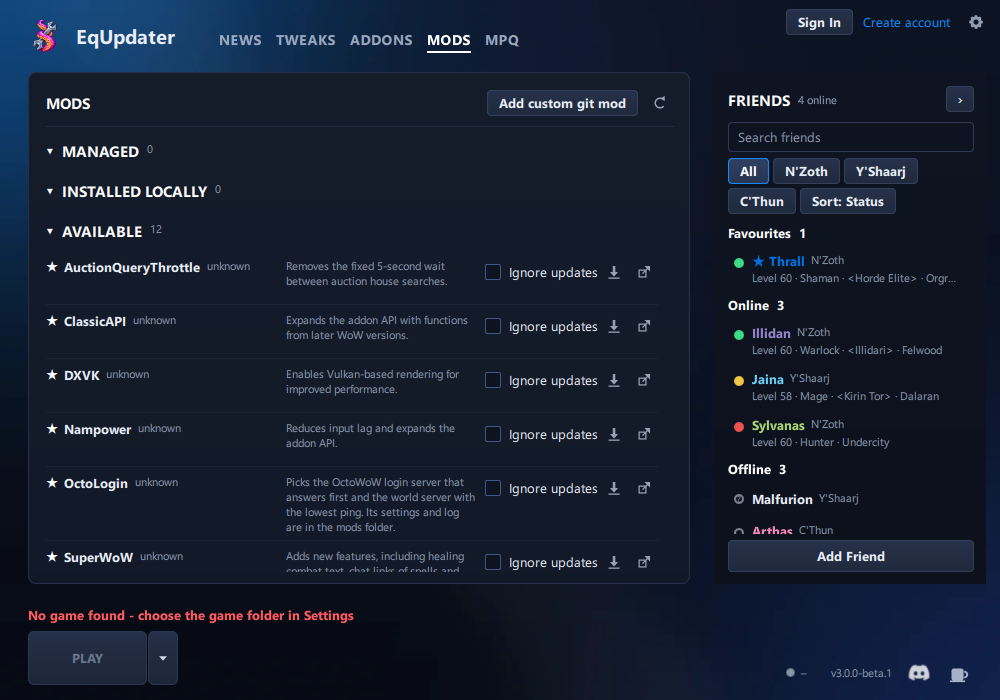 EqUpdater
NEWS TWEAKS ADDONS MODS MPQ
Sign In Create account
MODS
Add custom git mod
MANAGED 0
INSTALLED LOCALLY 0
AVAILABLE 12
AuctionQueryThrottle unknown
Removes the fixed 5-second wait
between auction house searches.
Ignore updates
ClassicAPI unknown
Expands the addon API with functions
from later WoW versions.
Ignore updates
DXVK unknown
Enables Vulkan-based rendering for
improved performance.
Ignore updates
Nampower unknown
Reduces input lag and expands the
addon API.
Ignore updates
OctoLogin unknown
Picks the OctoWoW login server that
answers first and the world server with
the lowest ping. Its settings and log
are in the mods folder.
Ignore updates
SuperWoW unknown
Adds new features, including healing
combat text, chat links of spells and
Ignore updates
FRIENDS 4 online
Search friends
All N'Zoth Y'Shaarj
C'Thun Sort: Status
Favourites 1
Thrall N'Zoth
Level 60 · Shaman · <Horde Elite> · Orgr...
Online 3
Illidan N'Zoth
Level 60 · Warlock · <Illidari> · Felwood
Jaina Y'Shaarj
Level 58 · Mage · <Kirin Tor> · Dalaran
Sylvanas N'Zoth
Level 60 · Hunter · Undercity
Offline 3
Malfurion Y'Shaarj
Arthas C'Thun
Add Friend
No game found - choose the game folder in Settings
PLAY
–
v3.0.0-beta.1